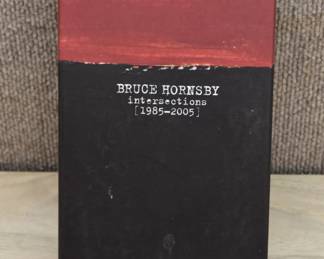 BRUCE HORNSBY
intersections
[1985-2005]